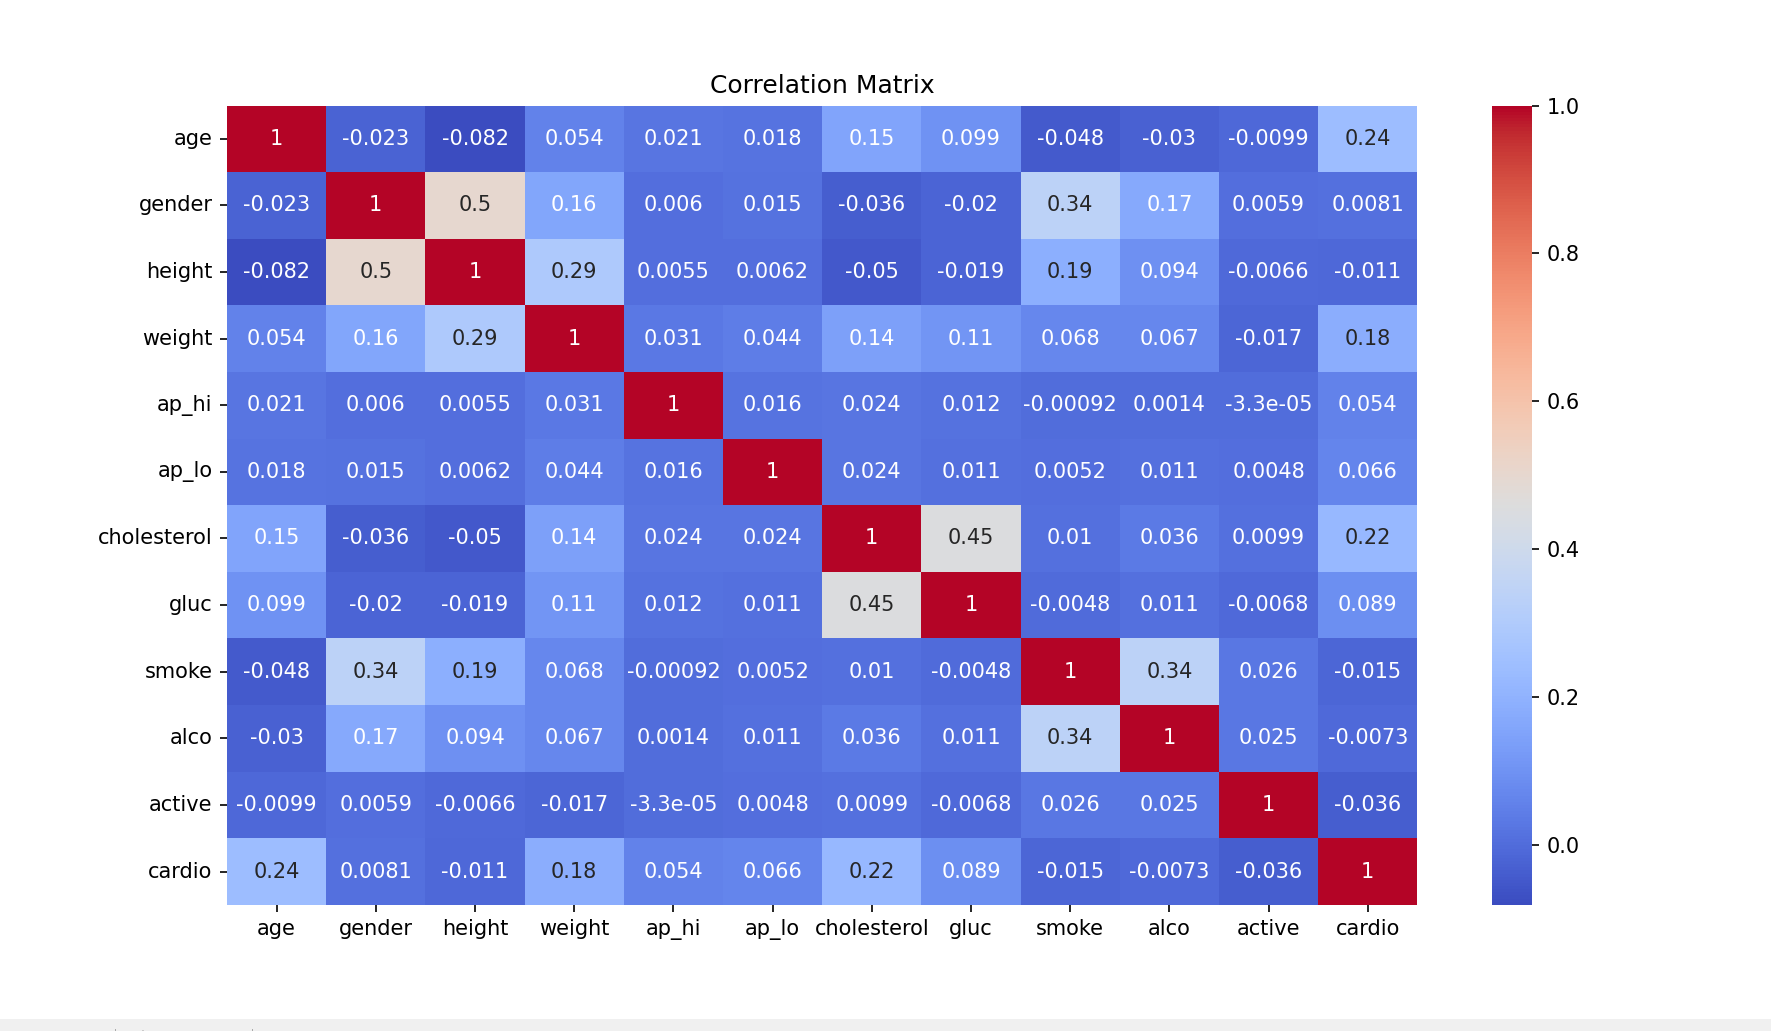 Correlation Matrix
age 1 -0.023 -0.082 0.054 0.021 0.018 0.15 0.099 -0.048 -0.03 -0.0099 0.24
gender -0.023 1 0.5 0.16 0.006 0.015 -0.036 -0.02 0.34 0.17 0.0059 0.0081
height -0.082 0.5 1 0.29 0.0055 0.0062 -0.05 -0.019 0.19 0.094 -0.0066 -0.011
weight 0.054 0.16 0.29 1 0.031 0.044 0.14 0.11 0.068 0.067 -0.017 0.18
ap_hi 0.021 0.006 0.0055 0.031 1 0.016 0.024 0.012 -0.00092 0.0014 -3.3e-05 0.054
ap_lo 0.018 0.015 0.0062 0.044 0.016 1 0.024 0.011 0.0052 0.011 0.0048 0.066
cholesterol 0.15 -0.036 -0.05 0.14 0.024 0.024 1 0.45 0.01 0.036 0.0099 0.22
gluc 0.099 -0.02 -0.019 0.11 0.012 0.011 0.45 1 -0.0048 0.011 -0.0068 0.089
smoke -0.048 0.34 0.19 0.068 -0.00092 0.0052 0.01 -0.0048 1 0.34 0.026 -0.015
alco -0.03 0.17 0.094 0.067 0.0014 0.011 0.036 0.011 0.34 1 0.025 -0.0073
active -0.0099 0.0059 -0.0066 -0.017 -3.3e-05 0.0048 0.0099 -0.0068 0.026 0.025 1 -0.036
cardio 0.24 0.0081 -0.011 0.18 0.054 0.066 0.22 0.089 -0.015 -0.0073 -0.036 1
age gender height weight ap_hi ap_lo cholesterol gluc smoke alco active cardio
1.0
0.8
0.6
0.4
0.2
0.0